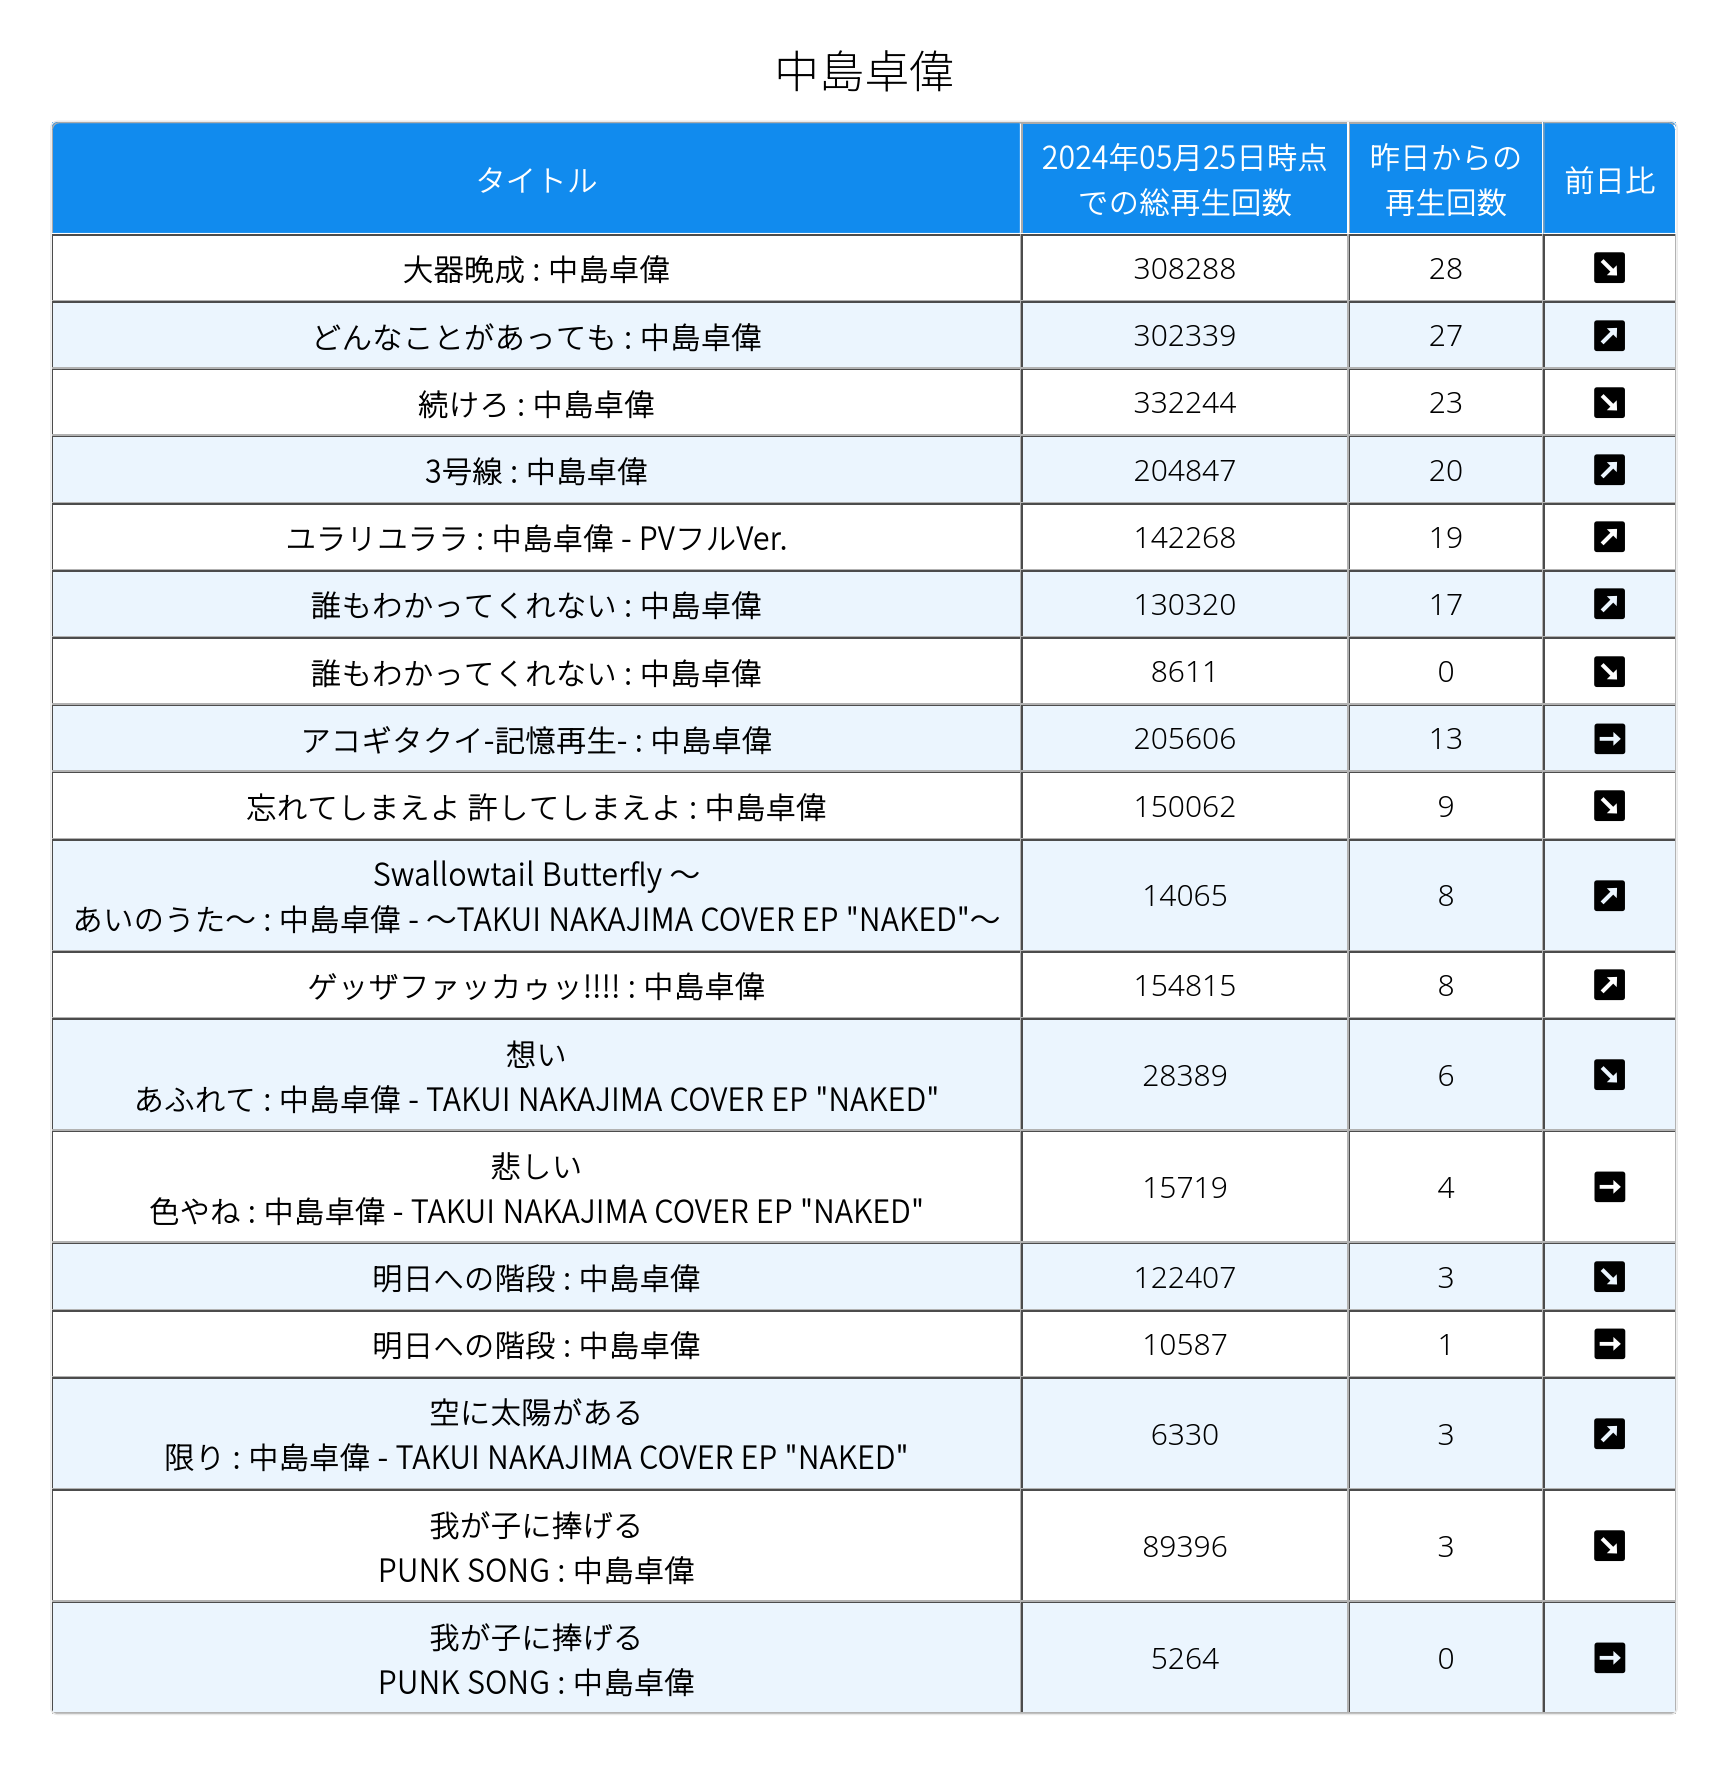 中島卓偉
タイトル
2024年05月25日時点
での総再生回数
昨日からの
再生回数
前日比
大器晩成 : 中島卓偉 308288 28 ↘
どんなことがあっても : 中島卓偉 302339 27 ↗
続けろ : 中島卓偉 332244 23 ↘
3号線 : 中島卓偉 204847 20 ↗
ユラリユララ : 中島卓偉 - PVフルVer. 142268 19 ↗
誰もわかってくれない : 中島卓偉 130320 17 ↗
誰もわかってくれない : 中島卓偉 8611 0 ↘
アコギタクイ-記憶再生- : 中島卓偉 205606 13 →
忘れてしまえよ 許してしまえよ : 中島卓偉 150062 9 ↘
Swallowtail Butterfly ～
あいのうた～ : 中島卓偉 - ～TAKUI NAKAJIMA COVER EP "NAKED"～ 14065 8 ↗
ゲッザファッカゥッ!!!! : 中島卓偉 154815 8 ↗
想い
あふれて : 中島卓偉 - TAKUI NAKAJIMA COVER EP "NAKED" 28389 6 ↘
悲しい
色やね : 中島卓偉 - TAKUI NAKAJIMA COVER EP "NAKED" 15719 4 →
明日への階段 : 中島卓偉 122407 3 ↘
明日への階段 : 中島卓偉 10587 1 →
空に太陽がある
限り : 中島卓偉 - TAKUI NAKAJIMA COVER EP "NAKED" 6330 3 ↗
我が子に捧げる
PUNK SONG : 中島卓偉 89396 3 ↘
我が子に捧げる
PUNK SONG : 中島卓偉 5264 0 →